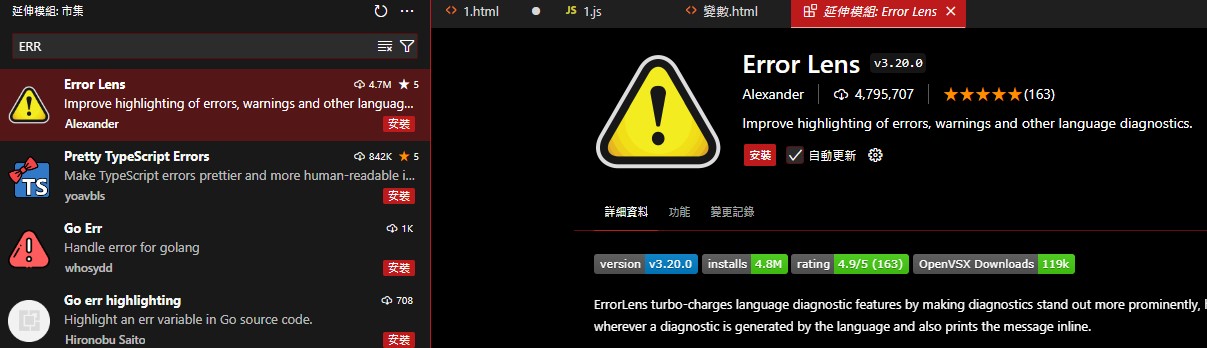 延伸模組: 市集
ERR
Error Lens
4.7M ★ 5
Improve highlighting of errors, warnings and other languag...
Alexander
安裝
Pretty TypeScript Errors
842K ★ 5
Make TypeScript errors prettier and more human-readable i...
yoavbls
安裝
Go Err
1K
Handle error for golang
whosydd
安裝
Go err highlighting
708
Highlight an err variable in Go source code.
Hironobu Saito
安裝
1.html
JS 1.js
變數.html
延伸模組: Error Lens
Error Lens v3.20.0
Alexander 4,795,707 ★★★★★(163)
Improve highlighting of errors, warnings and other language diagnostics.
安裝 自動更新
詳細資料 功能 變更記錄
version v3.20.0 installs 4.8M rating 4.9/5 (163) OpenVSX Downloads 119k
ErrorLens turbo-charges language diagnostic features by making diagnostics stand out more prominently,
wherever a diagnostic is generated by the language and also prints the message inline.
TS